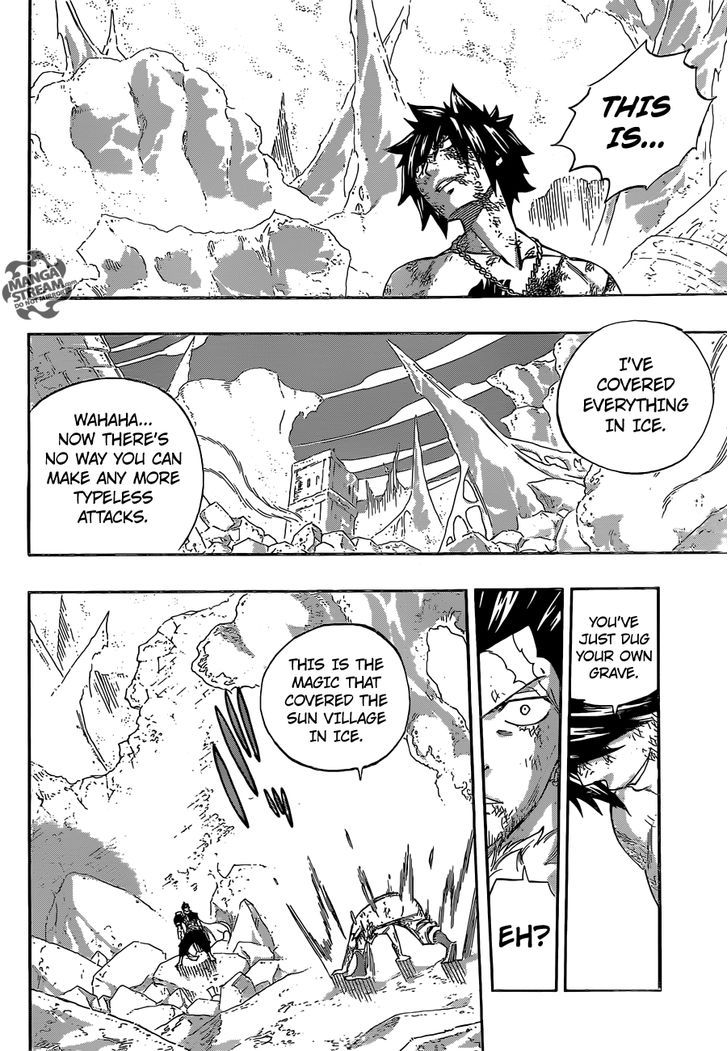 THIS
IS...
MANGA
STREAM
I'VE
COVERED
EVERYTHING
IN ICE.
WAHAHA...
NOW THERE'S
NO WAY YOU CAN
MAKE ANY MORE
TYPELESS
ATTACKS.
YOU'VE
JUST DUG
YOUR OWN
GRAVE.
EH?
THIS IS THE
MAGIC THAT
COVERED THE
SUN VILLAGE
IN ICE.